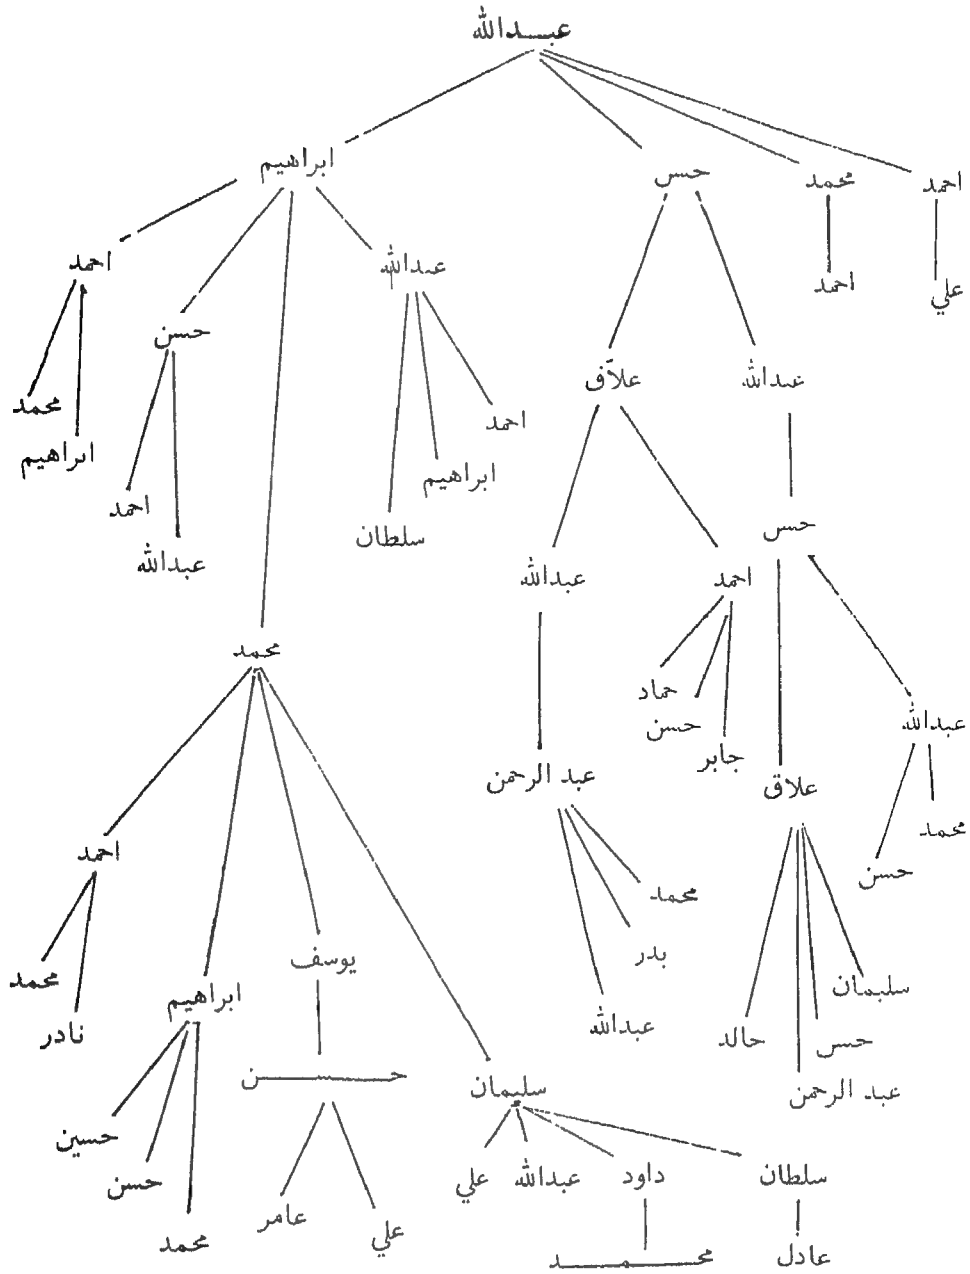 عبدالله
احمد
محمد
حسن
ابراهيم
علي
احمد
عبدالله
احمد
حسن
عبدالله
علاّق
احمد
ابراهيم
سلطان
محمد
ابراهيم
احمد
عبدالله
حسن
احمد
عبدالله
محمد
حماد
حسن
جابر
عبدالله
علاق
عبد الرحمن
محمد
حسن
احمد
محمد
بدر
عبدالله
يوسف
ابراهيم
محمد
نادر
سليمان
حسن
خالد
عبد الرحمن
سليمان
حسن
حسين
حسن
محمد
عامر
علي
سلطان
داود
عبدالله
علي
عادل
محمد